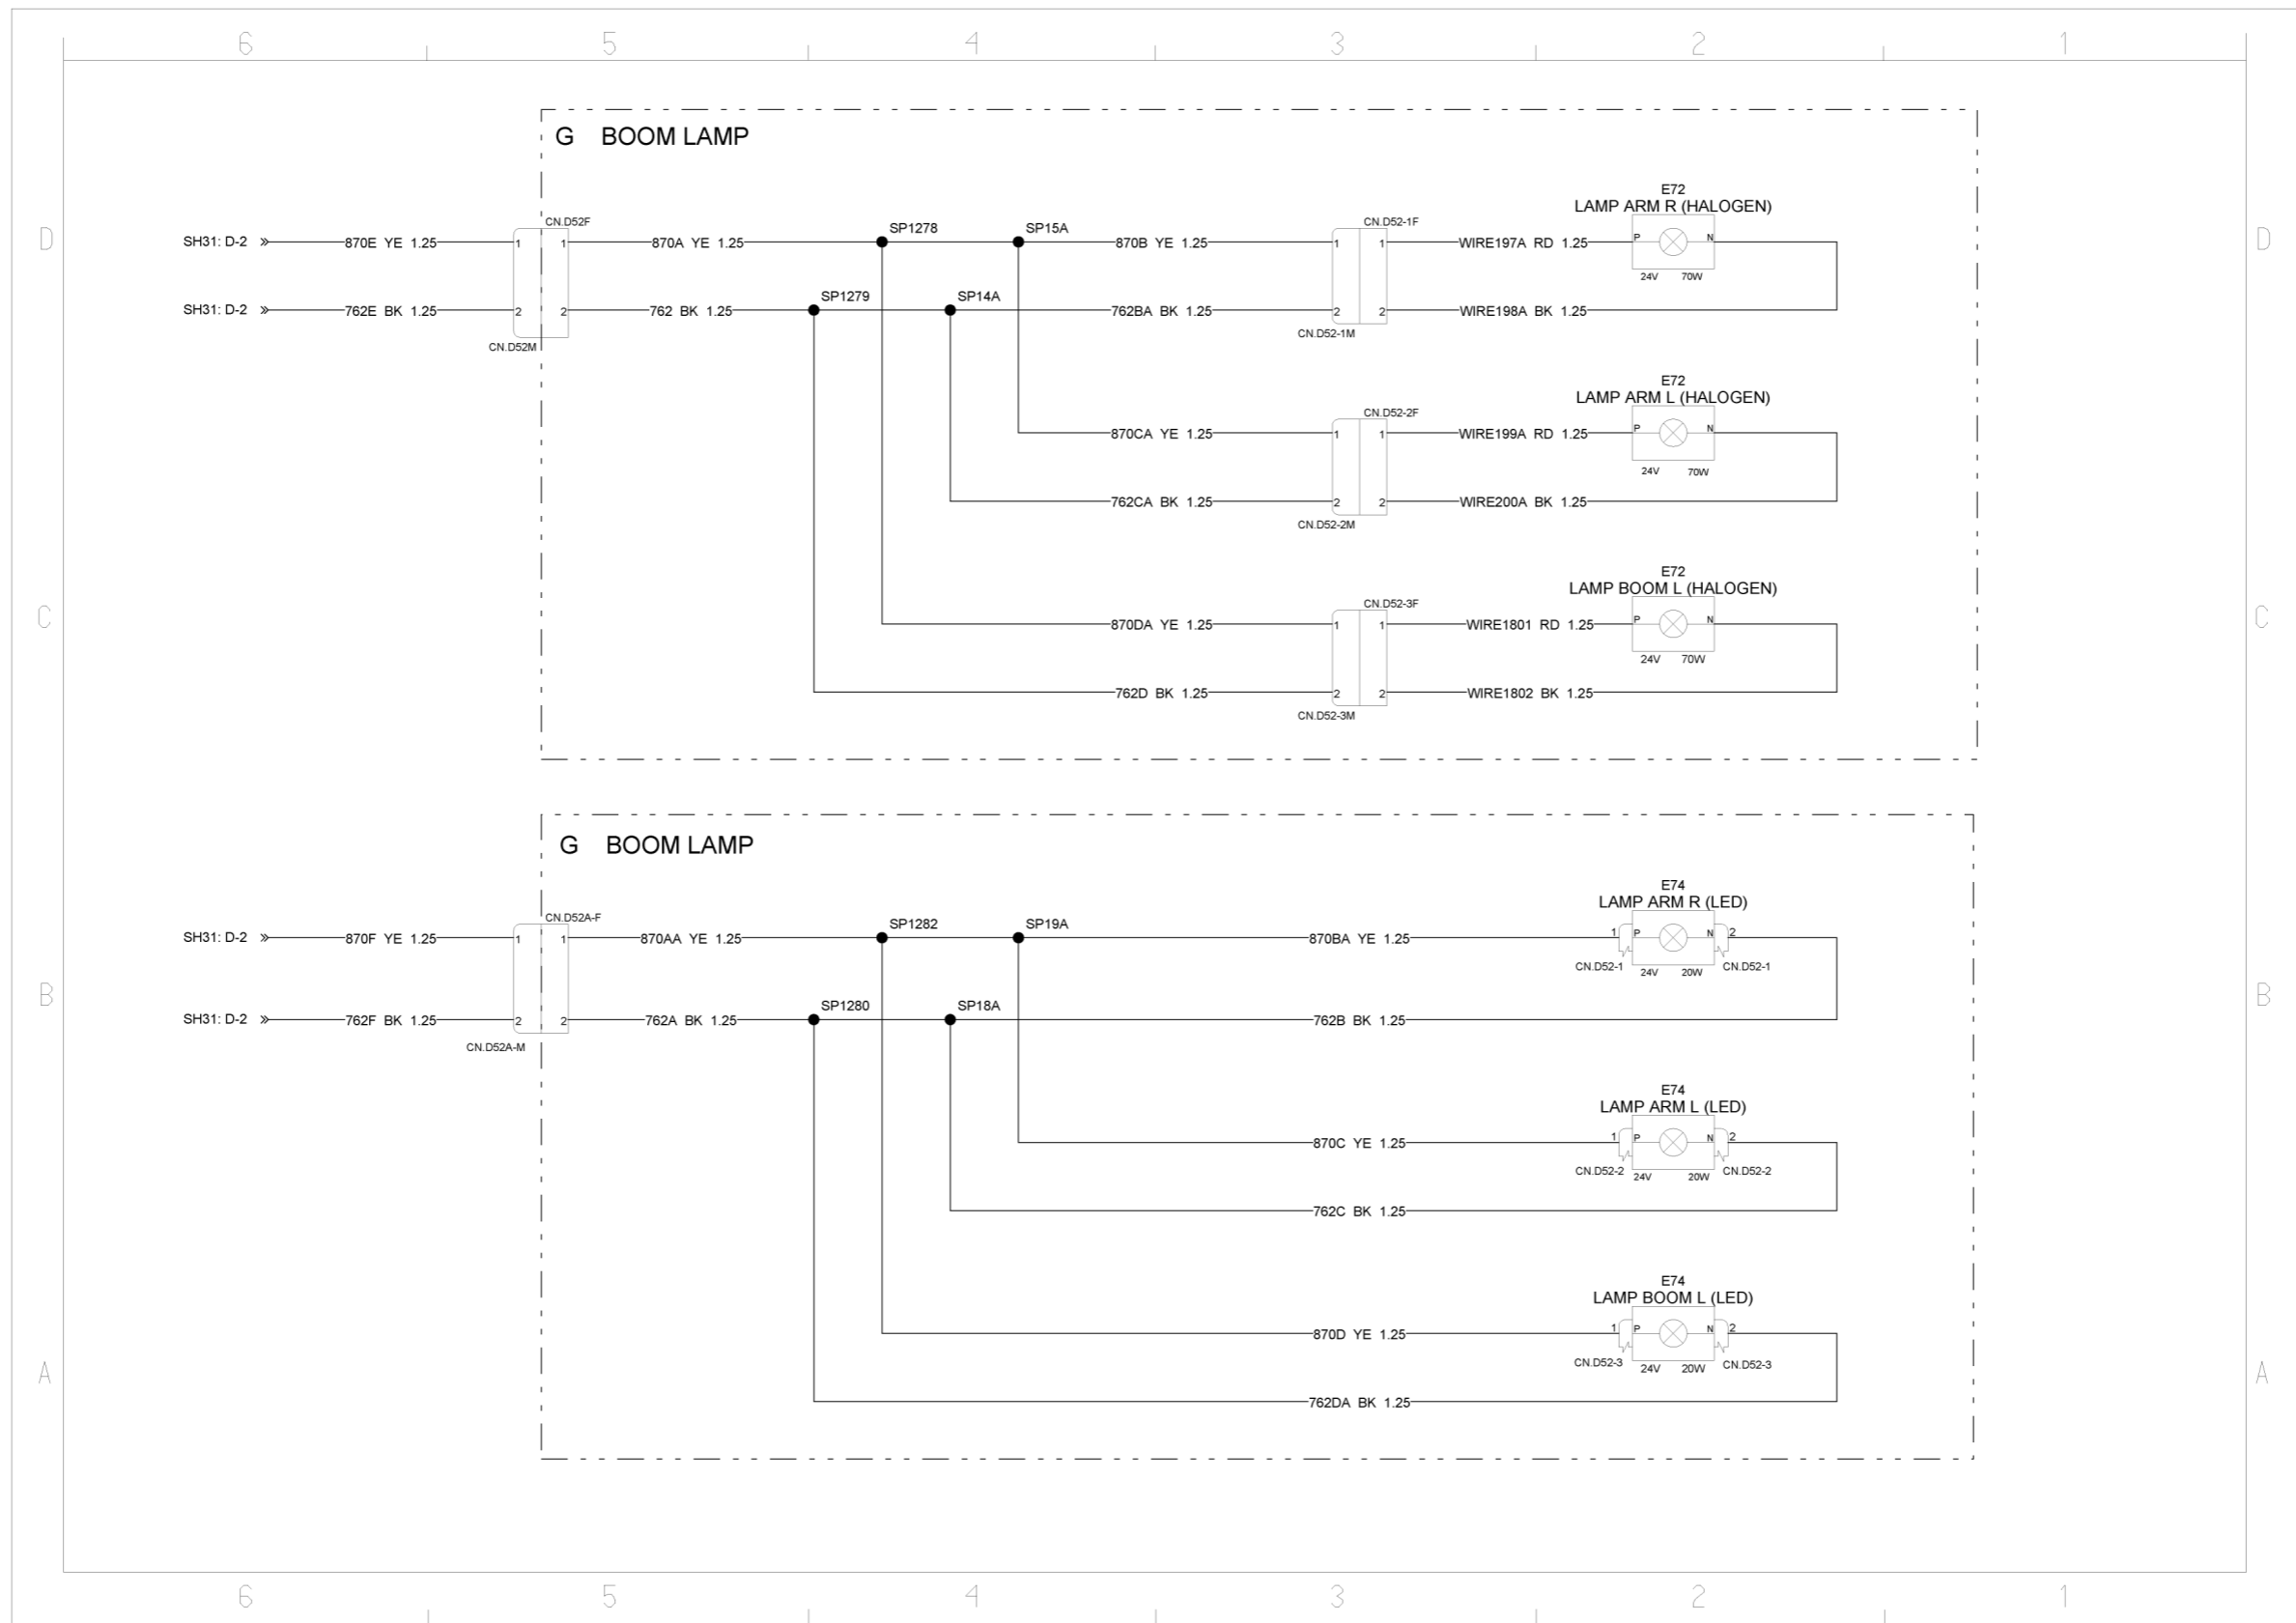 6 5 4 3 2 1
G BOOM LAMP
E72
LAMP ARM R (HALOGEN)
CN.D52F
SP1278
SP15A
CN.D52-1F
D
SH31: D-2 870E YE 1.25 1 1 870A YE 1.25 870B YE 1.25 1 1 WIRE197A RD 1.25 P N
D
24V 70W
SP1279
SP14A
SH31: D-2 762E BK 1.25 2 2 762 BK 1.25 762BA BK 1.25 2 2 WIRE198A BK 1.25
CN.D52M
CN.D52-1M
E72
LAMP ARM L (HALOGEN)
CN.D52-2F
870CA YE 1.25 1 1 WIRE199A RD 1.25 P N
24V 70W
762CA BK 1.25 2 2 WIRE200A BK 1.25
CN.D52-2M
E72
LAMP BOOM L (HALOGEN)
CN.D52-3F
C
870DA YE 1.25 1 1 WIRE1801 RD 1.25 P N
C
24V 70W
762D BK 1.25 2 2 WIRE1802 BK 1.25
CN.D52-3M
G BOOM LAMP
E74
LAMP ARM R (LED)
CN.D52A-F
SP1282
SP19A
SH31: D-2 870F YE 1.25 1 1 870AA YE 1.25 870BA YE 1.25 1 P N 2
CN.D52-1 24V 20W CN.D52-1
B
B
SP1280
SP18A
SH31: D-2 762F BK 1.25 2 2 762A BK 1.25 762B BK 1.25
CN.D52A-M
E74
LAMP ARM L (LED)
870C YE 1.25 1 P N 2
CN.D52-2 24V 20W CN.D52-2
762C BK 1.25
E74
LAMP BOOM L (LED)
870D YE 1.25 1 P N 2
CN.D52-3 24V 20W CN.D52-3
A
A
762DA BK 1.25
6 5 4 3 2 1